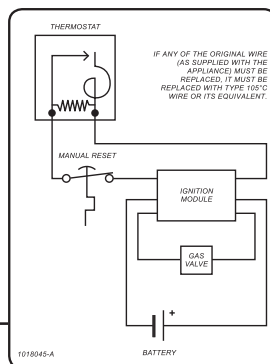 THERMOSTAT
IF ANY OF THE ORIGINAL WIRE
(AS SUPPLIED WITH THE
APPLIANCE) MUST BE
REPLACED, IT MUST BE
REPLACED WITH TYPE 105°C
WIRE OR ITS EQUIVALENT.
MANUAL RESET
IGNITION
MODULE
GAS
VALVE
+
1018045-A
BATTERY